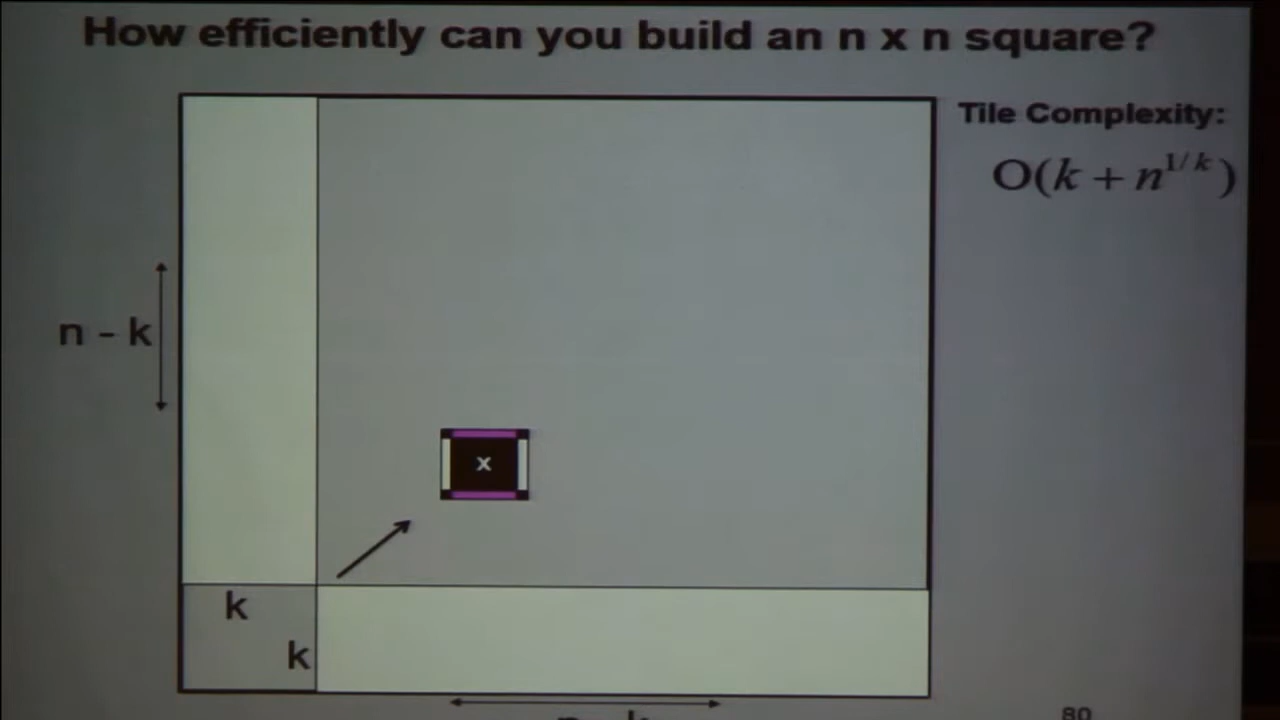 How efficiently can you build an n x n square?
Tile Complexity:
O(k + n^{1/k})
n - k
x
k
k
80